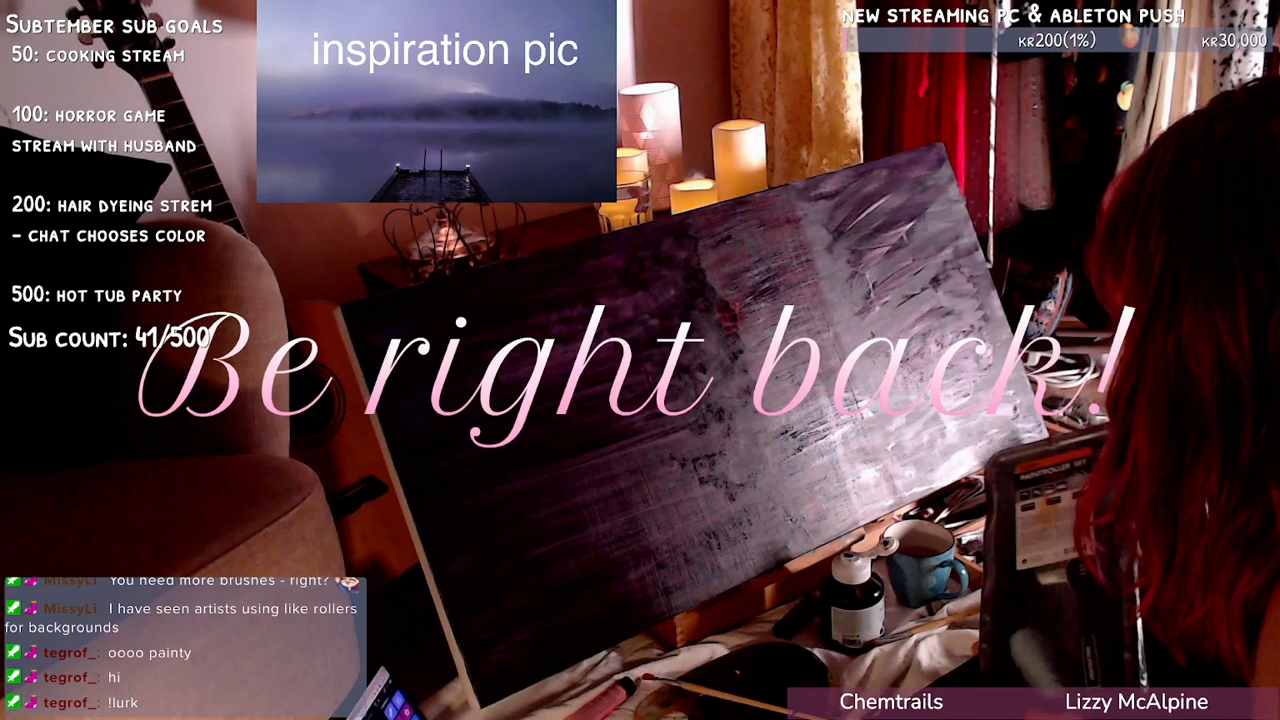 Subtember sub goals
50: cooking stream
100: horror game
stream with husband
200: hair dyeing strem
- chat chooses color
500: hot tub party
Sub count: 41/500
inspiration pic
new streaming pc & ableton push
kr200(1%)
kr30,000
Be right back!
MissyLi: You need more brushes - right?
MissyLi: I have seen artists using like rollers
for backgrounds
tegrof_: oooo painty
tegrof_: hi
tegrof_: !lurk
Chemtrails
Lizzy McAlpine